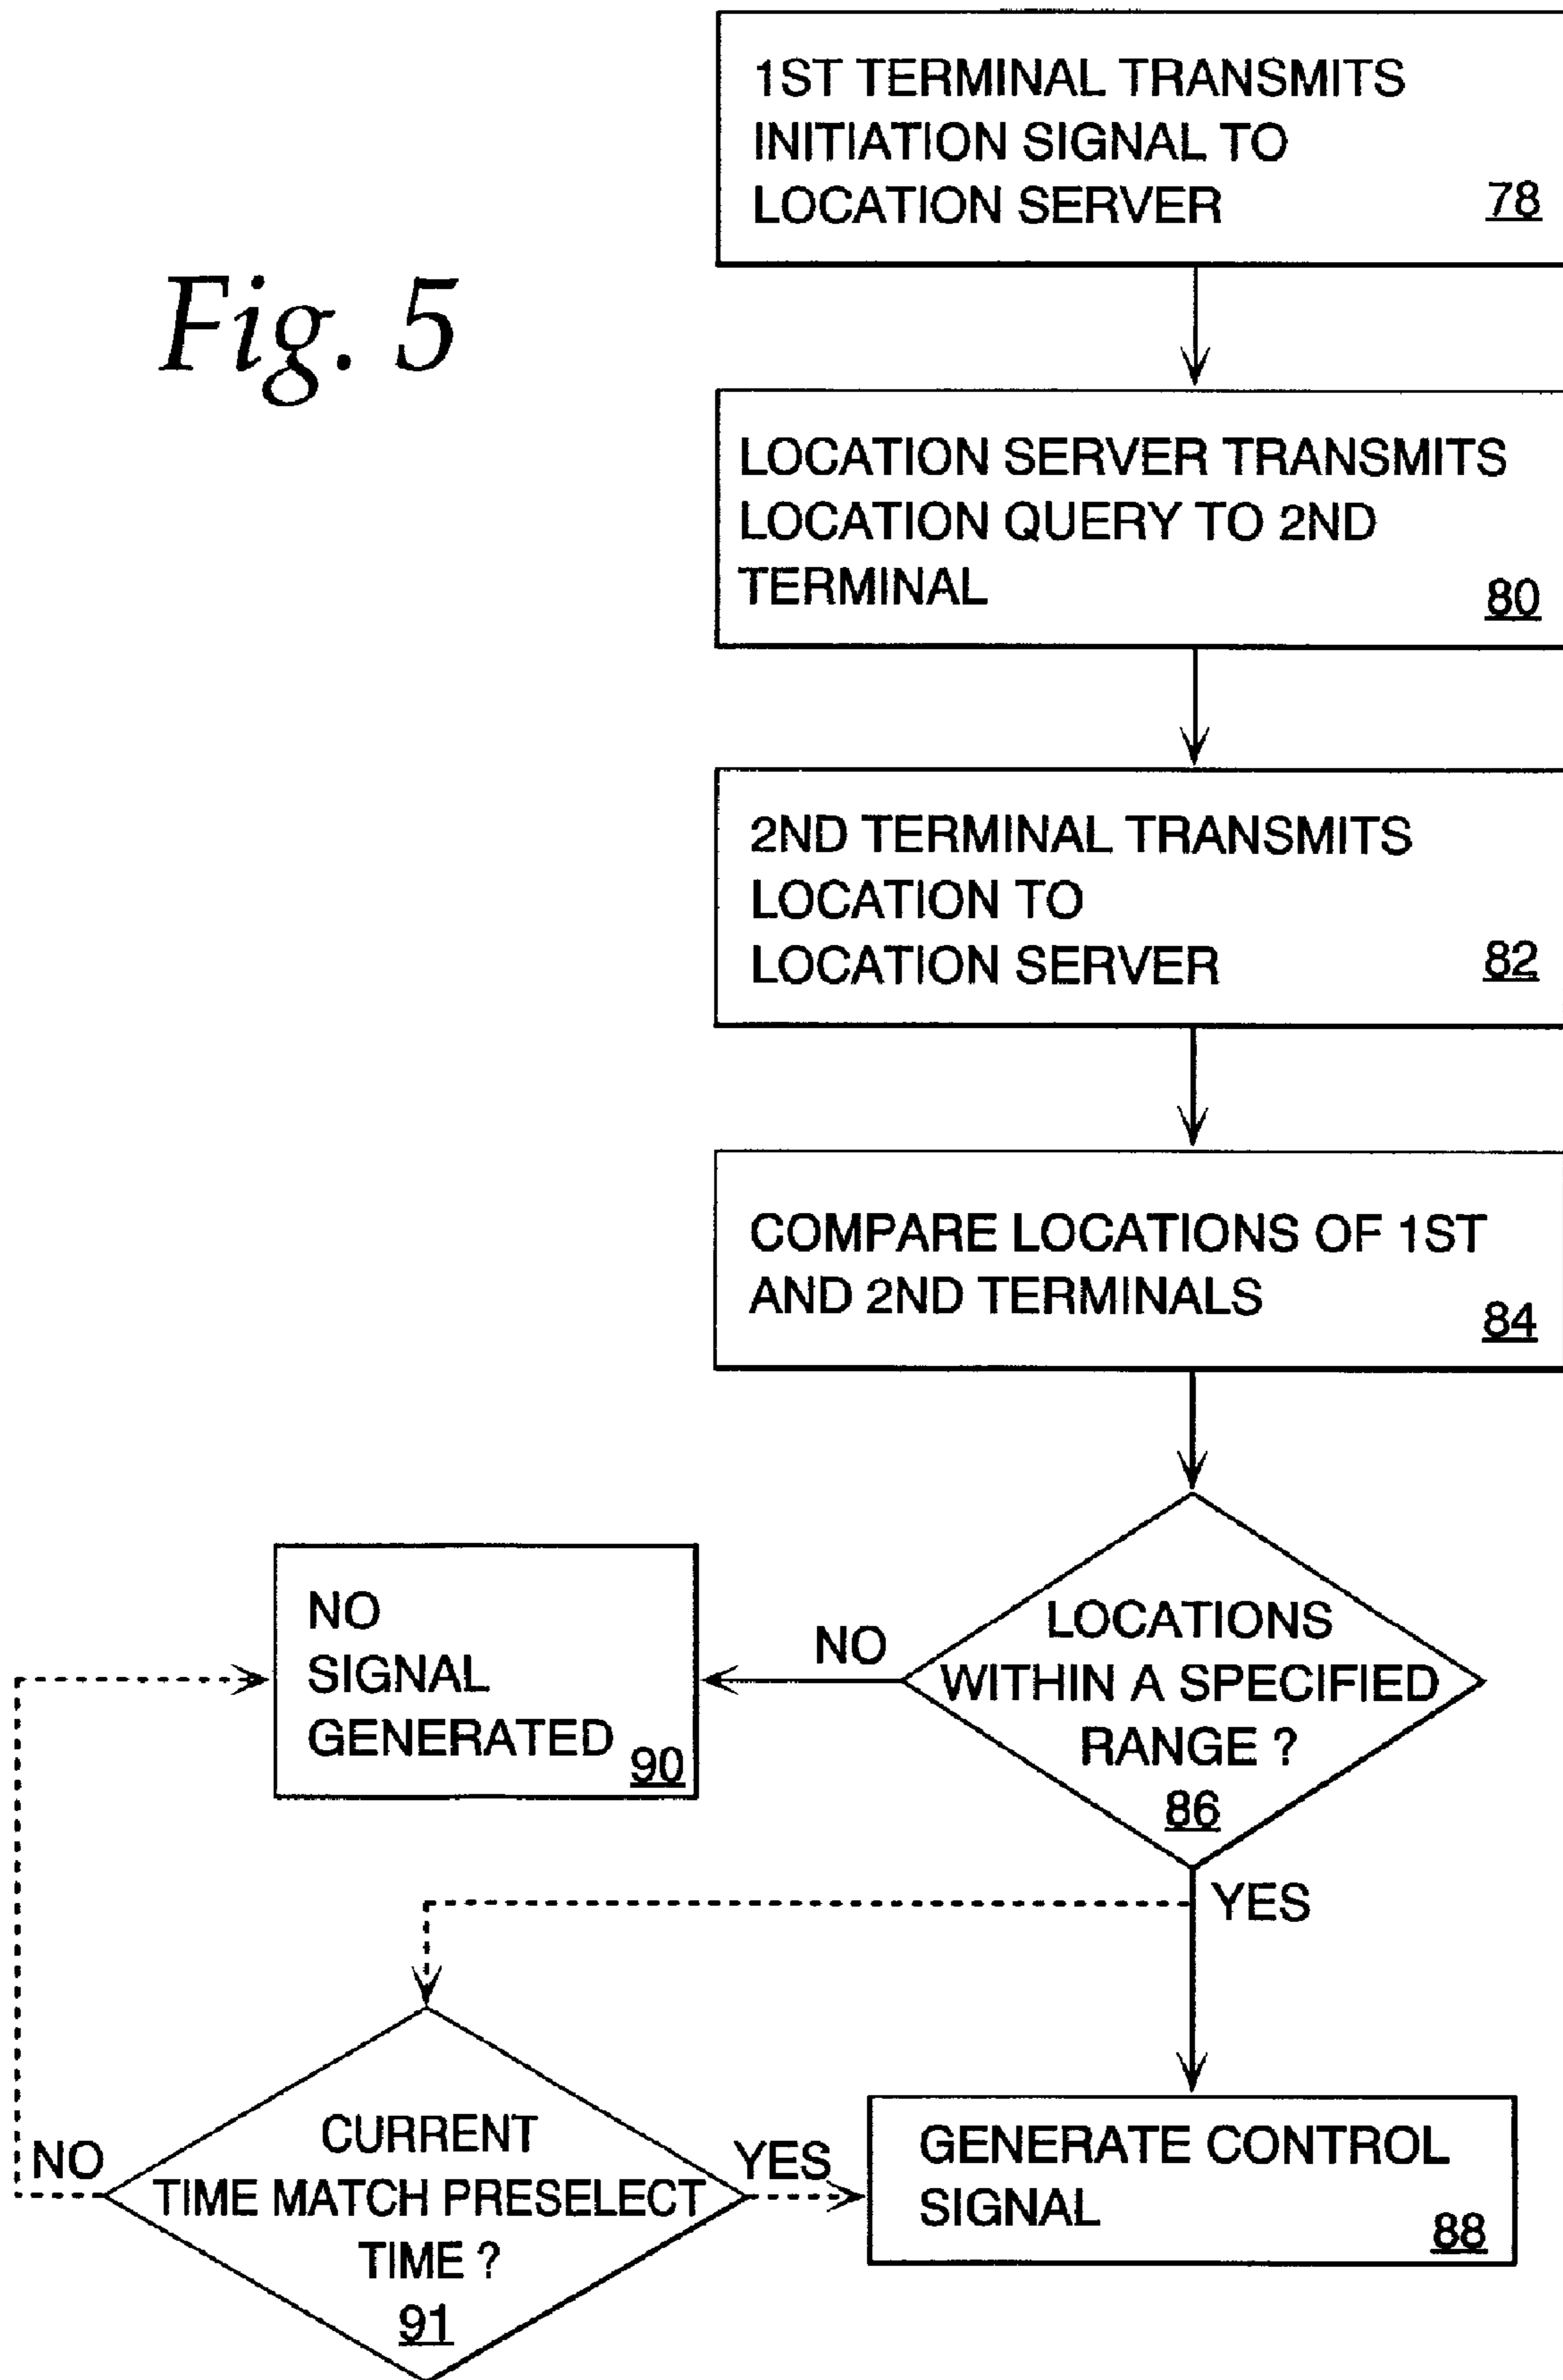 Fig. 5
1ST TERMINAL TRANSMITS
INITIATION SIGNAL TO
LOCATION SERVER
78
LOCATION SERVER TRANSMITS
LOCATION QUERY TO 2ND
TERMINAL
80
2ND TERMINAL TRANSMITS
LOCATION TO
LOCATION SERVER
82
COMPARE LOCATIONS OF 1ST
AND 2ND TERMINALS
84
LOCATIONS
WITHIN A SPECIFIED
RANGE ?
86
NO
NO
SIGNAL
GENERATED
90
YES
CURRENT
TIME MATCH PRESELECT
TIME ?
91
NO
YES
GENERATE CONTROL
SIGNAL
88